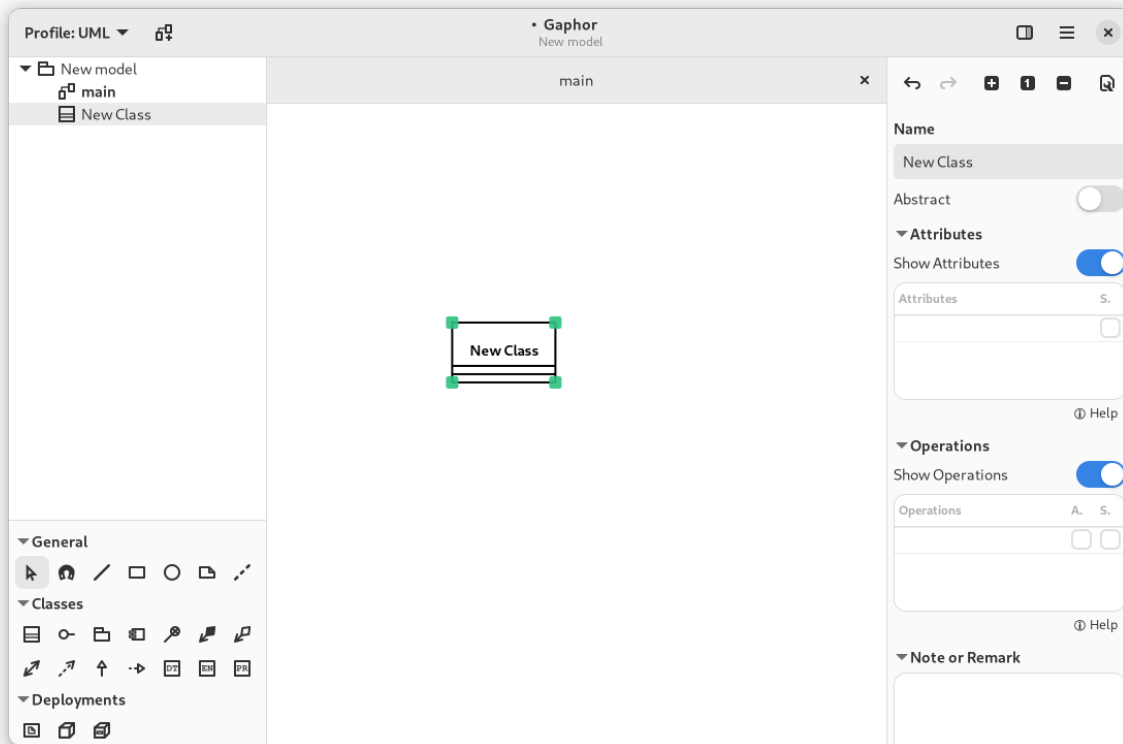 Profile: UML
• Gaphor
New model
New model
main
New Class
main
New Class
Name
New Class
Abstract
Attributes
Show Attributes
Attributes S.
Help
Operations
Show Operations
Operations A. S.
Help
Note or Remark
General
Classes
DT EN PR
Deployments